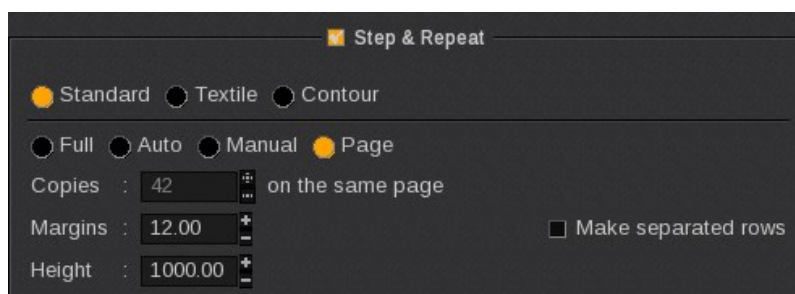 Step & Repeat
Standard Textile Contour
Full Auto Manual Page
Copies : 42 on the same page
Margins : 12.00 Make separated rows
Height : 1000.00